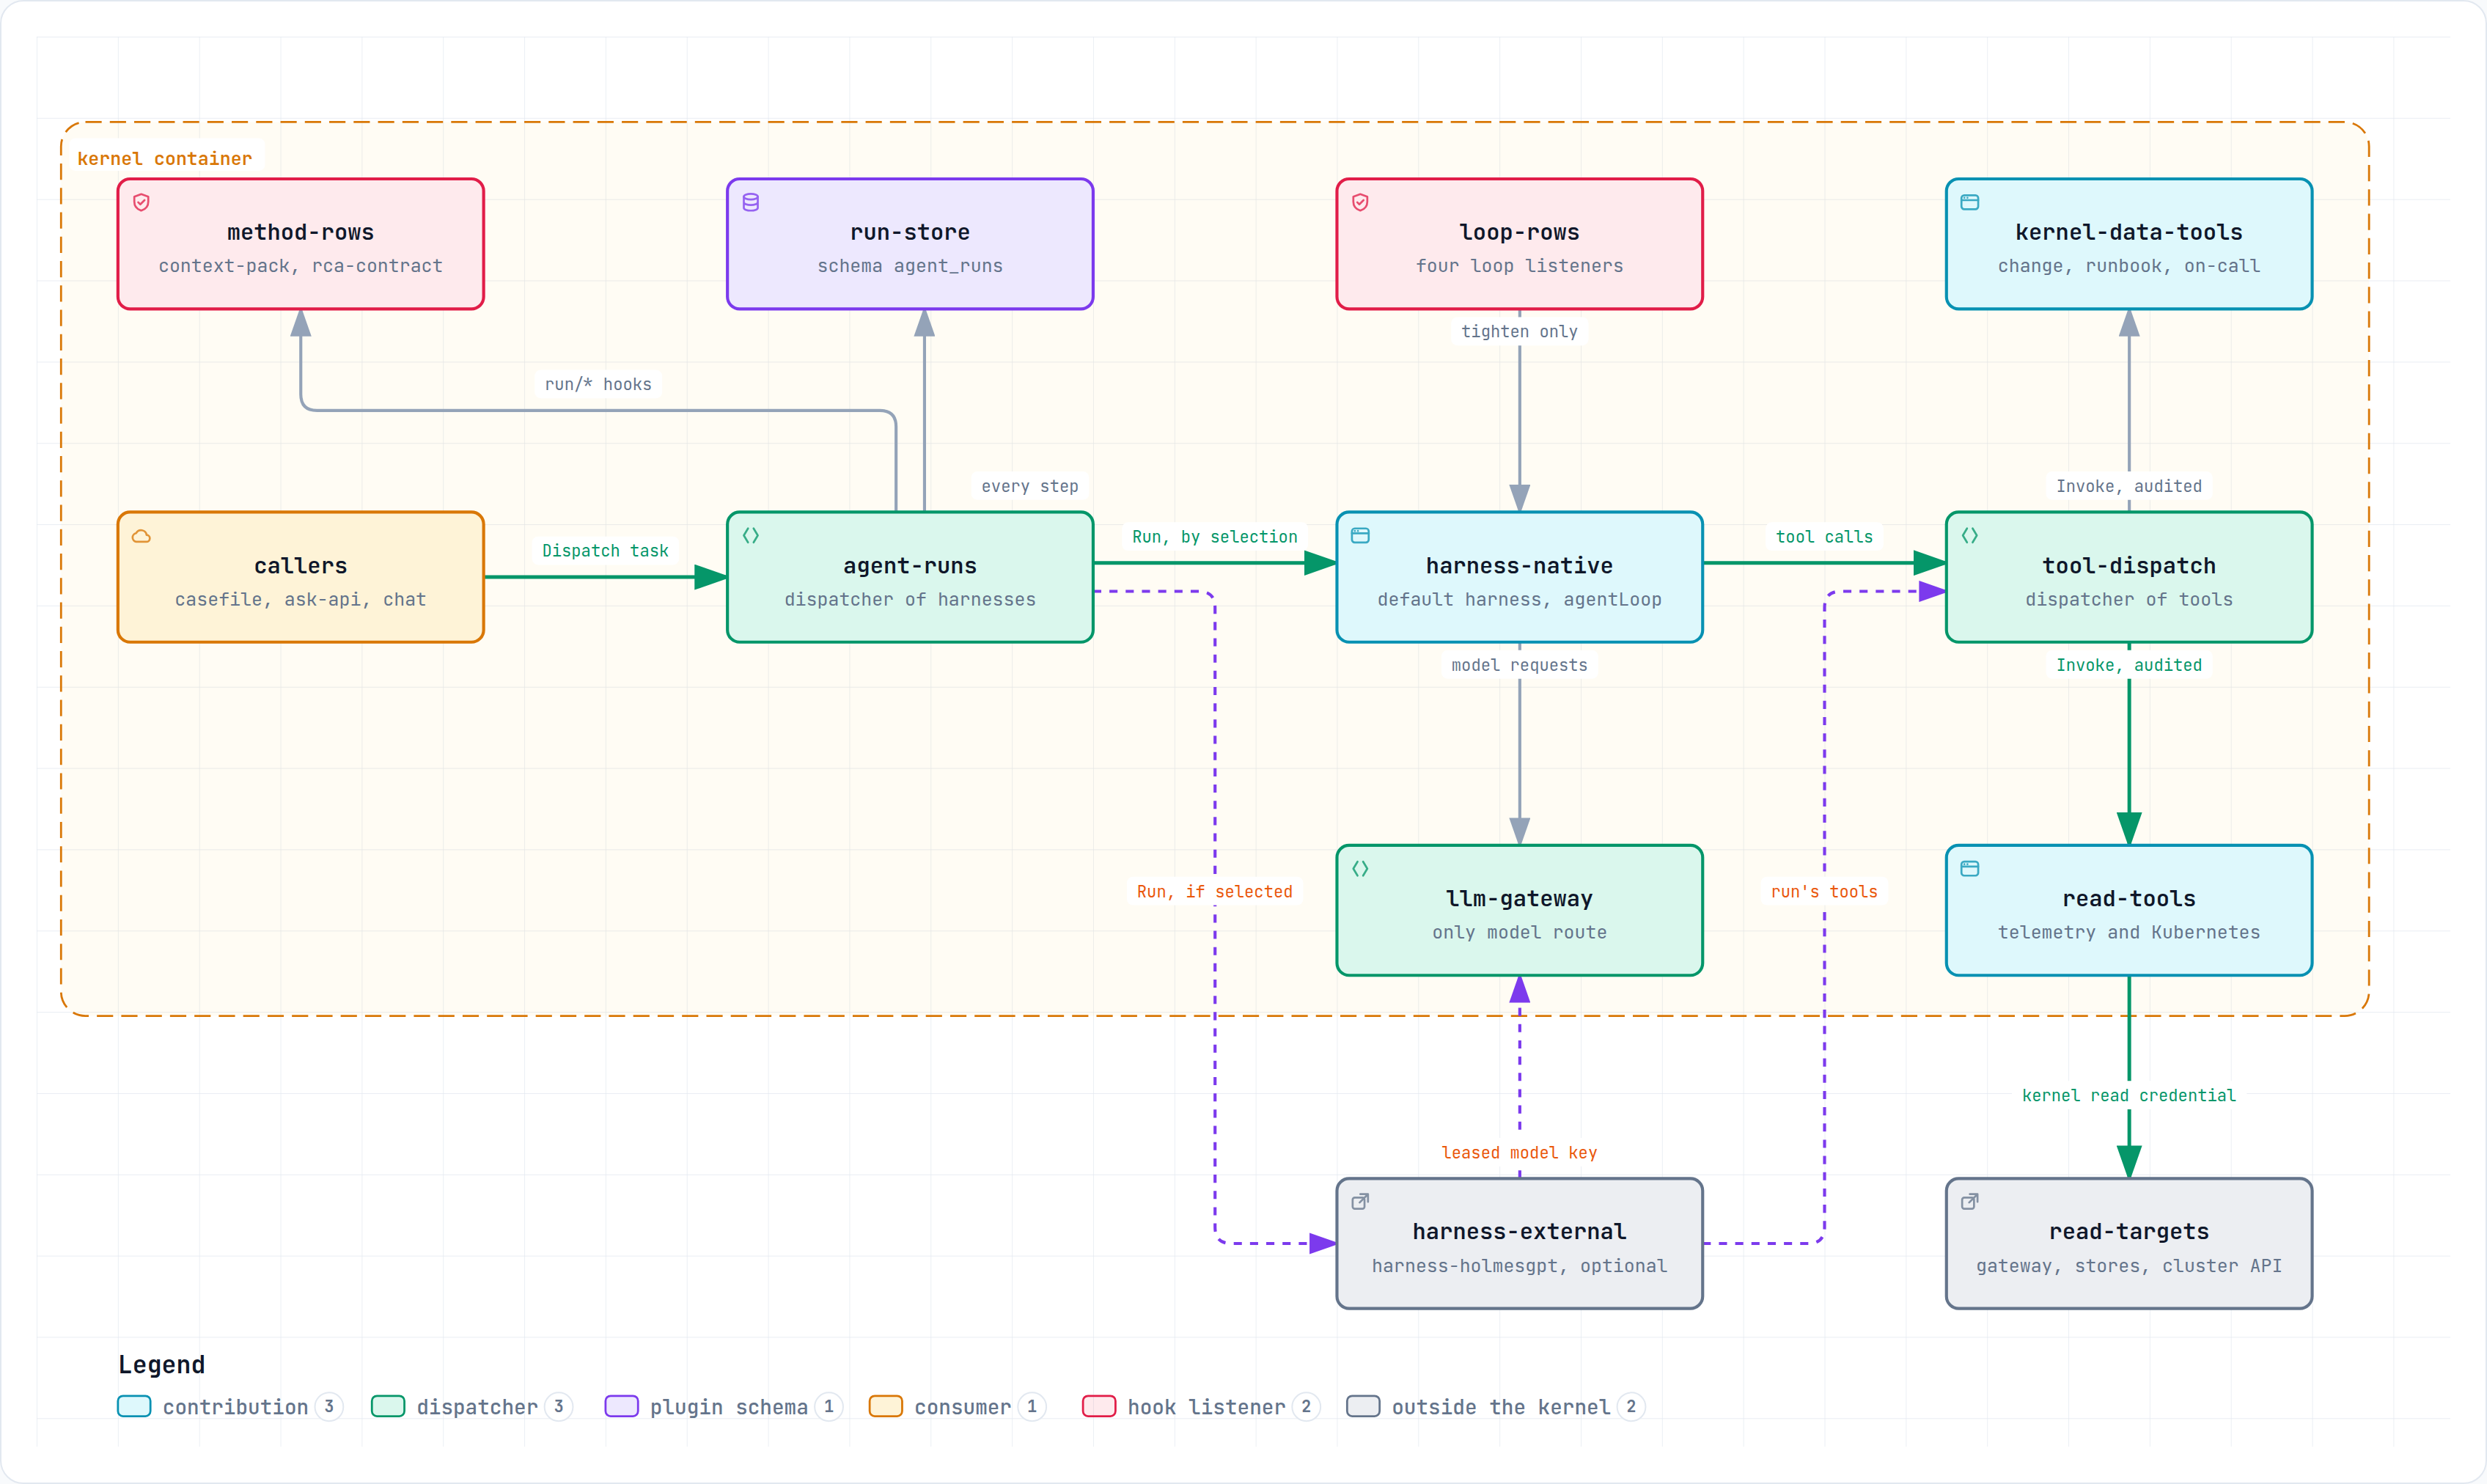 kernel container
method-rows
context-pack, rca-contract
run-store
schema agent_runs
loop-rows
four loop listeners
kernel-data-tools
change, runbook, on-call
tighten only
run/* hooks
every step
Invoke, audited
callers
casefile, ask-api, chat
Dispatch task
agent-runs
dispatcher of harnesses
Run, by selection
harness-native
default harness, agentLoop
tool calls
tool-dispatch
dispatcher of tools
model requests
Invoke, audited
Run, if selected
llm-gateway
only model route
run's tools
read-tools
telemetry and Kubernetes
kernel read credential
leased model key
harness-external
harness-holmesgpt, optional
read-targets
gateway, stores, cluster API
Legend
contribution 3
dispatcher 3
plugin schema 1
consumer 1
hook listener 2
outside the kernel 2